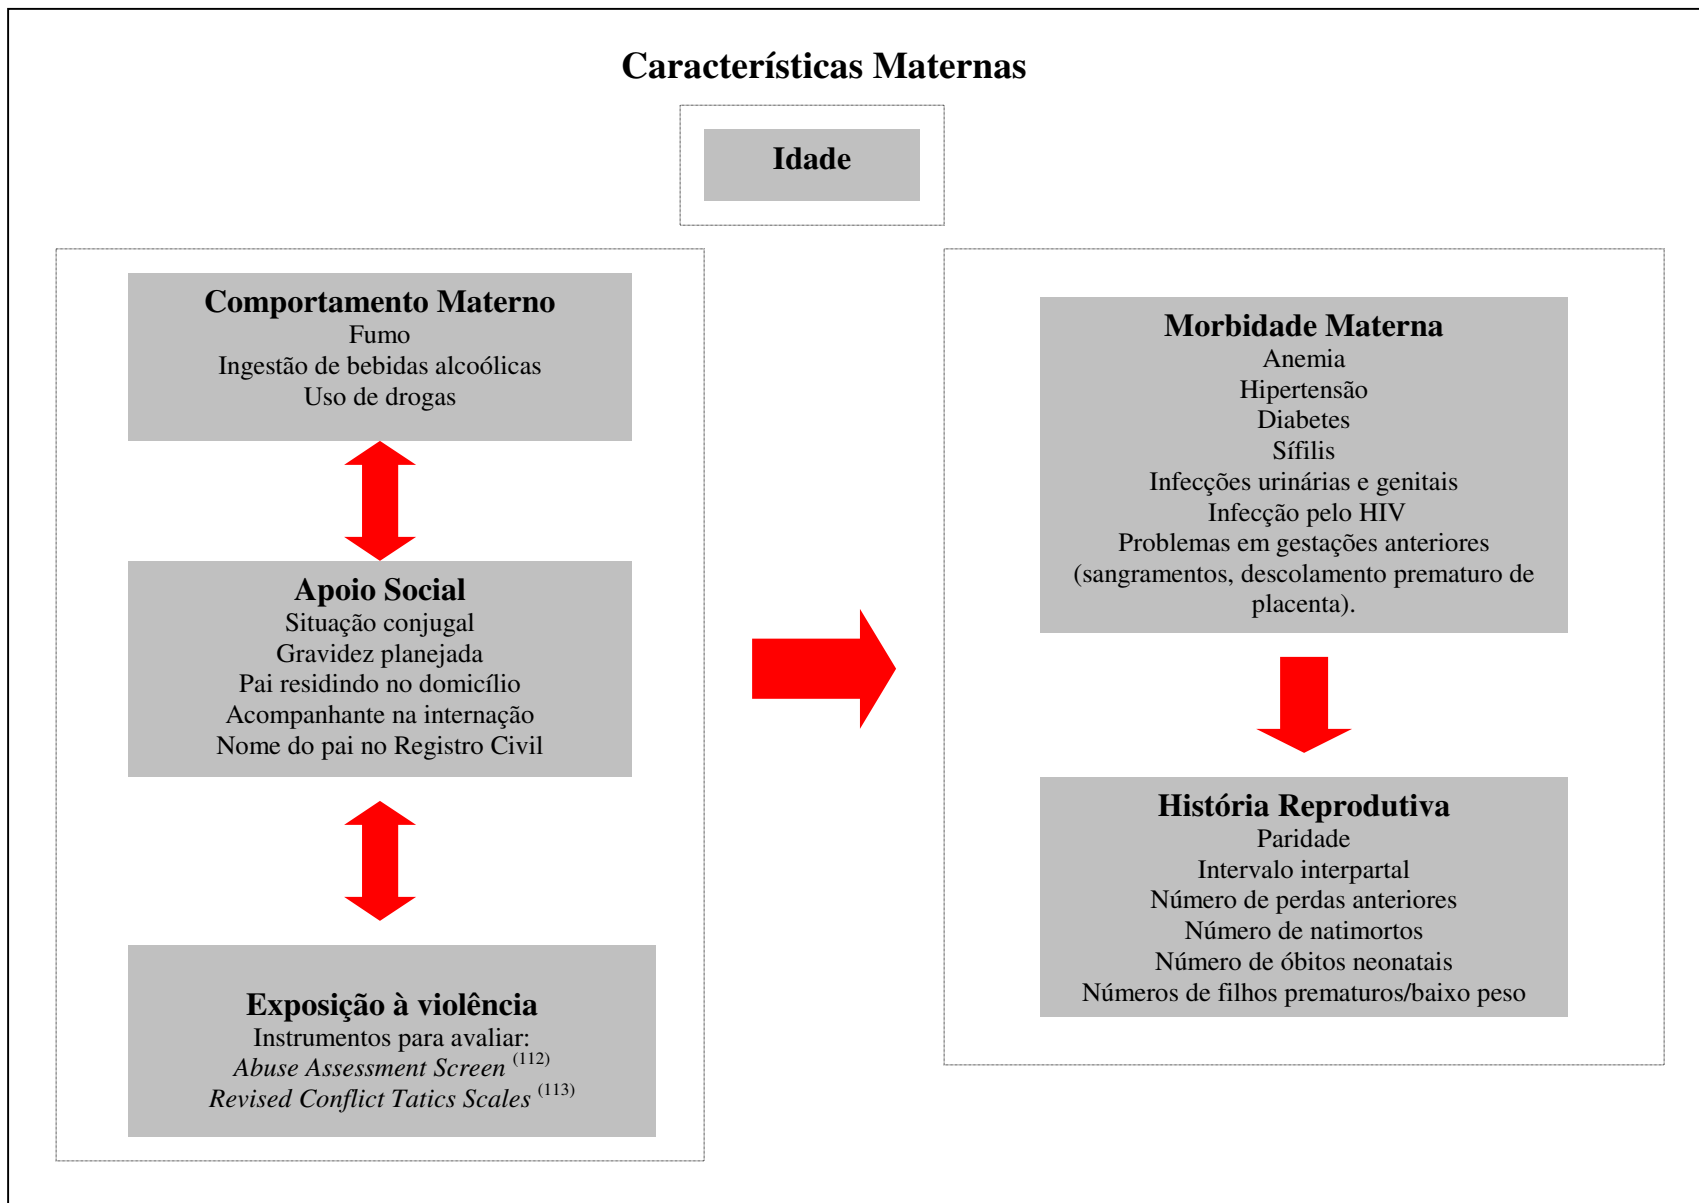 Características Maternas
Idade
Comportamento Materno
Fumo
Ingestão de bebidas alcoólicas
Uso de drogas
Apoio Social
Situação conjugal
Gravidez planejada
Pai residindo no domicílio
Acompanhante na internação
Nome do pai no Registro Civil
Exposição à violência
Instrumentos para avaliar:
Abuse Assessment Screen (112)
Revised Conflict Tatics Scales (113)
Morbidade Materna
Anemia
Hipertensão
Diabetes
Sífilis
Infecções urinárias e genitais
Infecção pelo HIV
Problemas em gestações anteriores
(sangramentos, descolamento prematuro de
placenta).
História Reprodutiva
Paridade
Intervalo interpartal
Número de perdas anteriores
Número de natimortos
Número de óbitos neonatais
Números de filhos prematuros/baixo peso